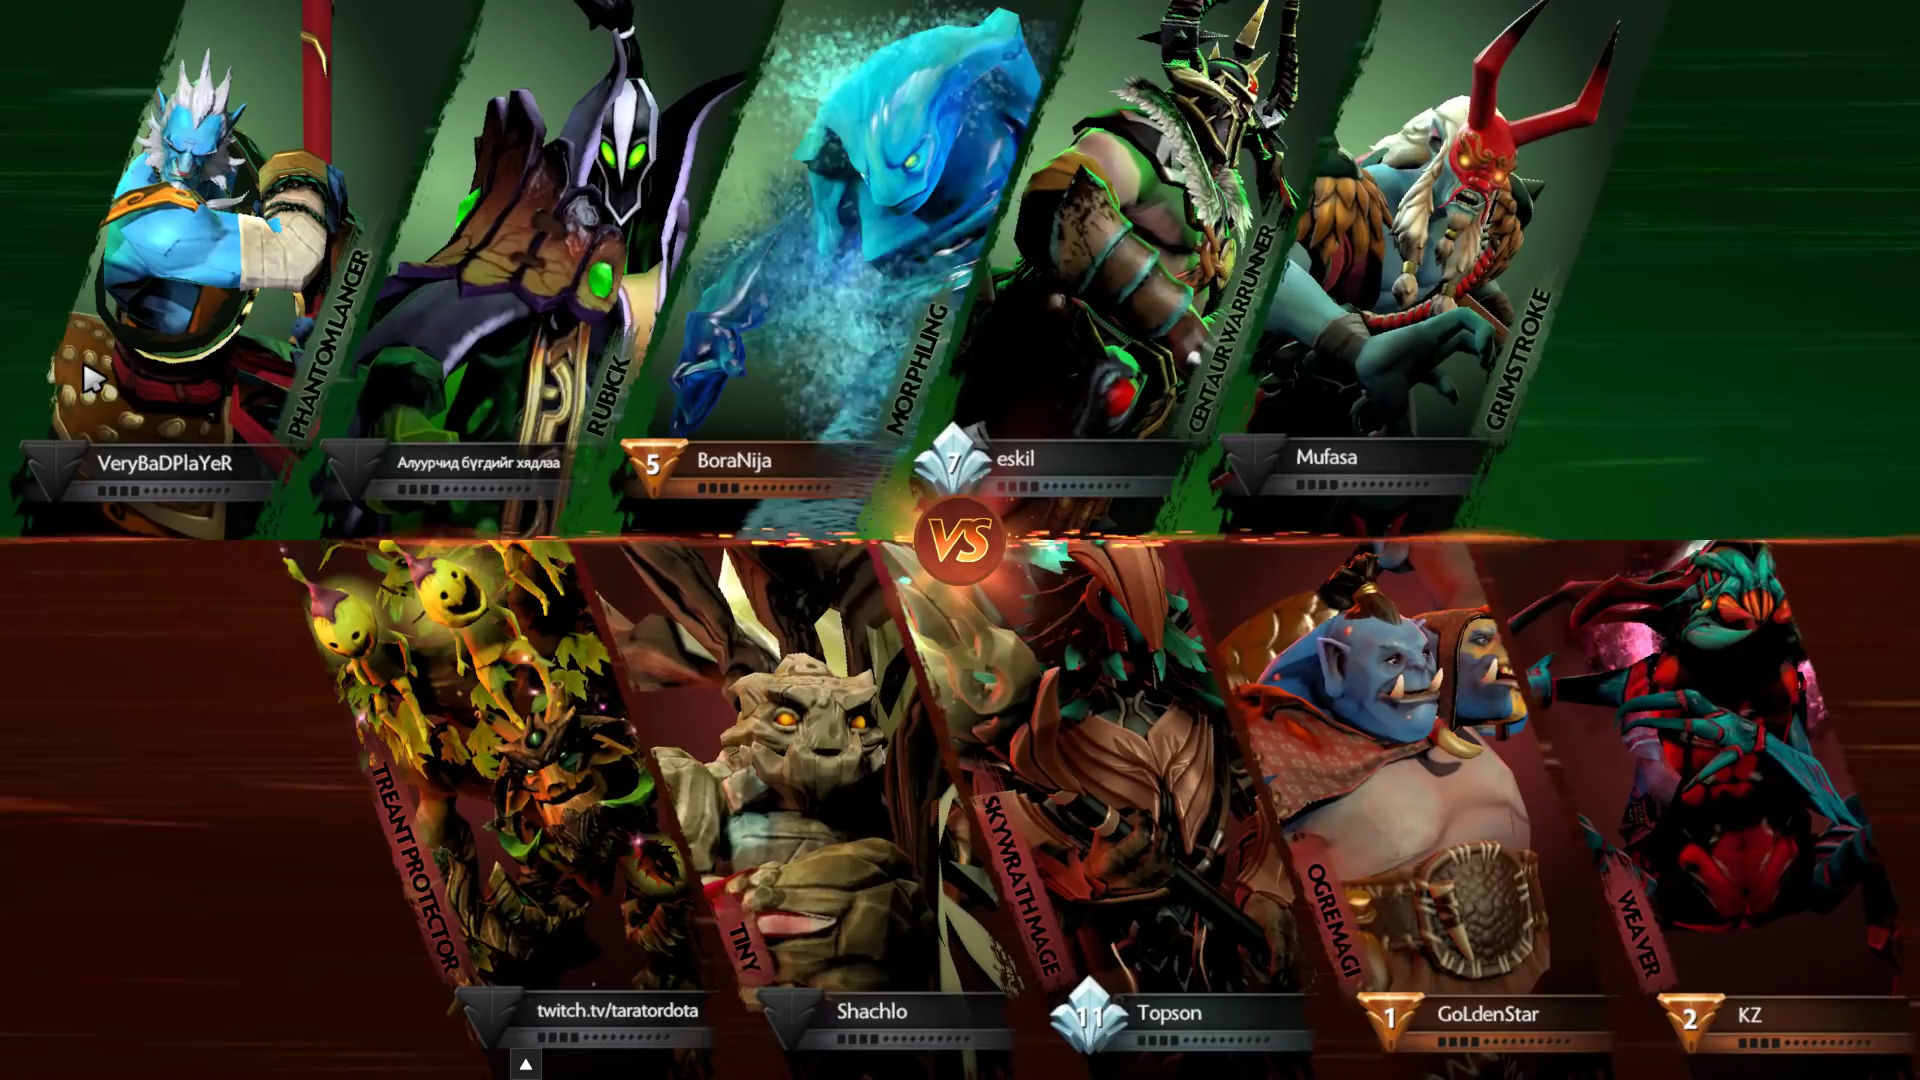 PHANTOM LANCER
RUBICK
MORPHLING
CENTAUR WARRUNNER
GRIMSTROKE
VeryBaDPlaYeR
Алуурчид бүгдийг хядлаа
5
BoraNija
7
eskil
Mufasa
VS
TREANT PROTECTOR
TINY
SKYWRATH MAGE
OGRE MAGI
WEAVER
twitch.tv/taratordota
Shachlo
11
Topson
1
GoLdenStar
2
KZ